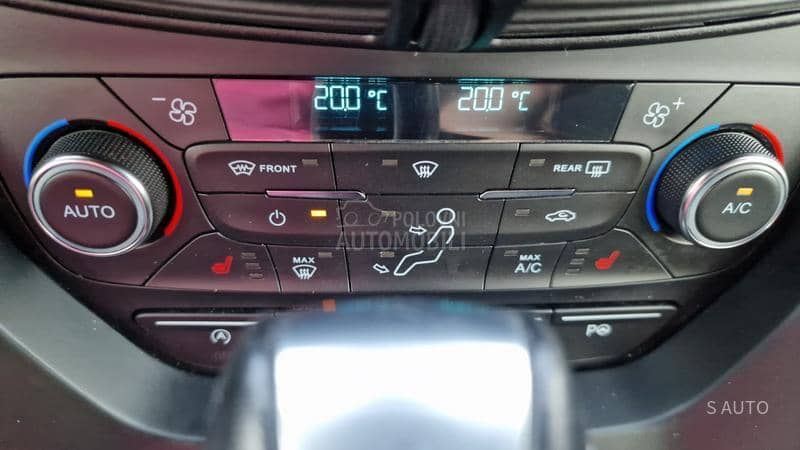 20.0 °C 20.0 °C
- +
FRONT REAR
AUTO A/C
POLOVNI
AUTOMOBILI
MAX MAX
A/C
A P
S AUTO